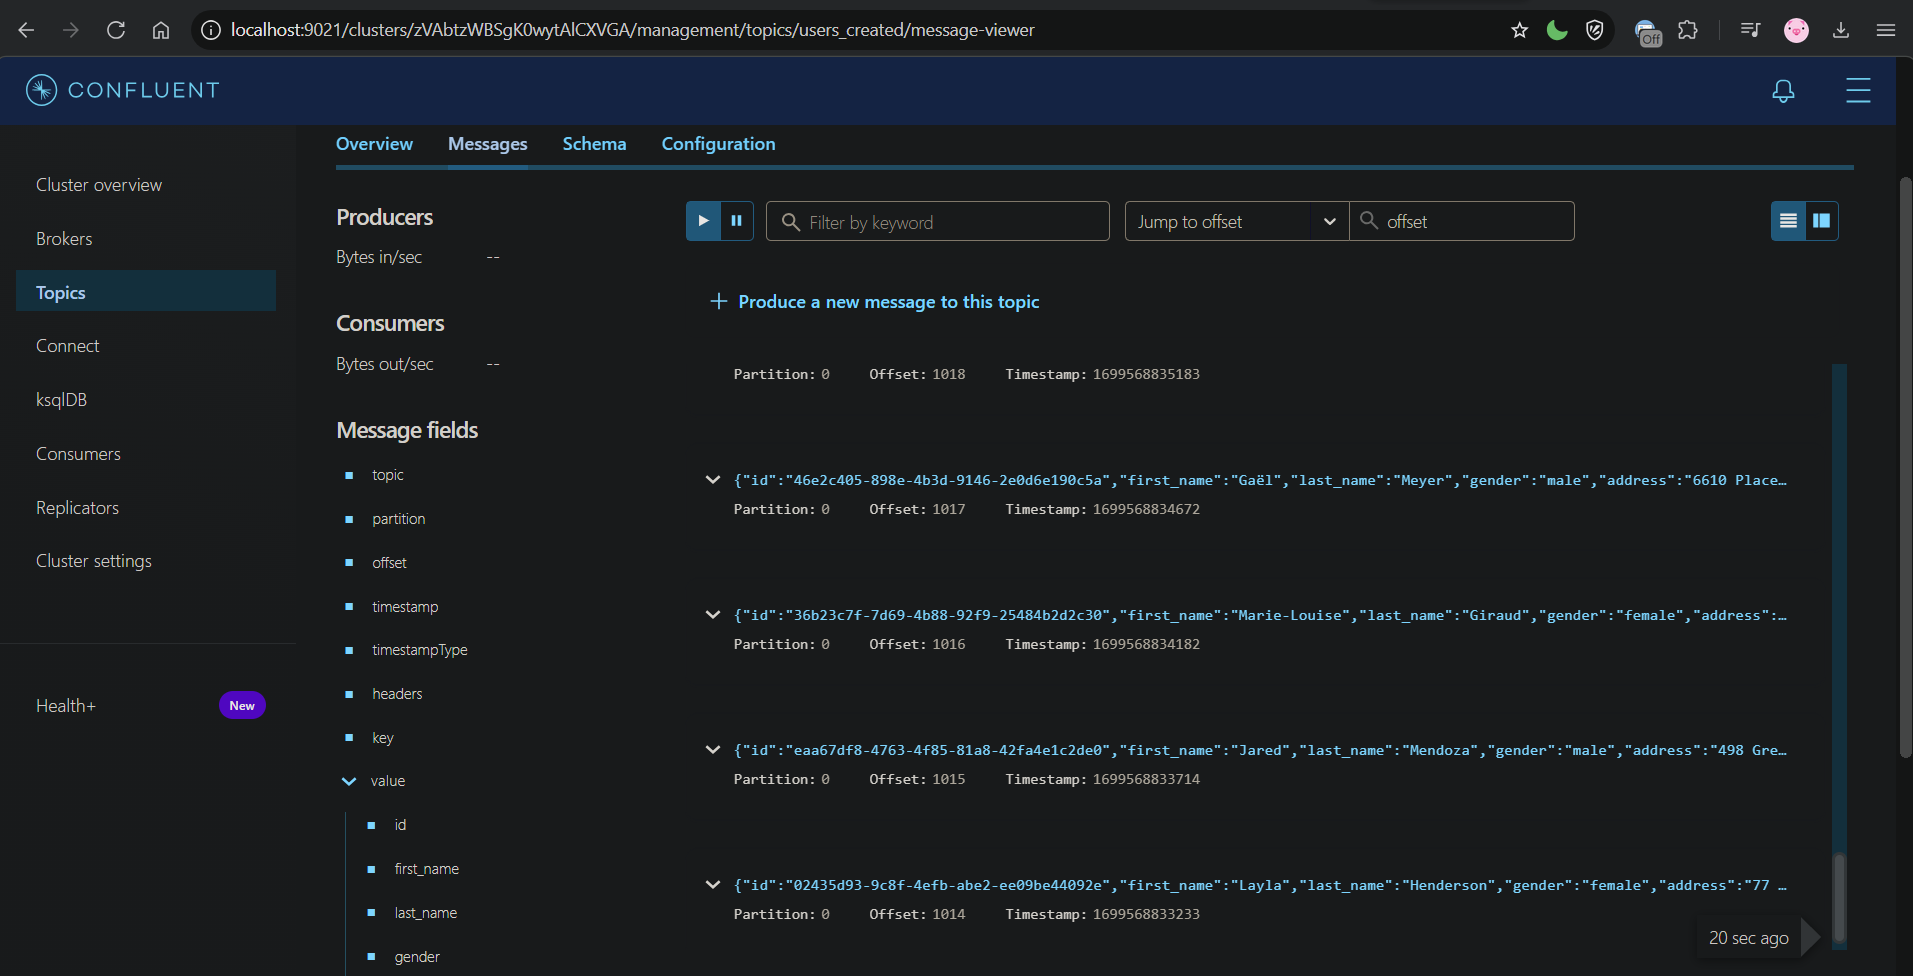 localhost:9021/clusters/zVAbtzWBSgK0wytAlCXVGA/management/topics/users_created/message-viewer
Off
CONFLUENT
Cluster overview
Brokers
Topics
Connect
ksqlDB
Consumers
Replicators
Cluster settings
Health+
New
Overview
Messages
Schema
Configuration
Producers
Bytes in/sec
--
Consumers
Bytes out/sec
--
Message fields
topic
partition
offset
timestamp
timestampType
headers
key
value
id
first_name
last_name
gender
Filter by keyword
Jump to offset
offset
Produce a new message to this topic
Partition: 0 Offset: 1018 Timestamp: 1699568835183
{"id":"46e2c405-898e-4b3d-9146-2e0d6e190c5a","first_name":"Gaël","last_name":"Meyer","gender":"male","address":"6610 Place…
Partition: 0 Offset: 1017 Timestamp: 1699568834672
{"id":"36b23c7f-7d69-4b88-92f9-25484b2d2c30","first_name":"Marie-Louise","last_name":"Giraud","gender":"female","address":…
Partition: 0 Offset: 1016 Timestamp: 1699568834182
{"id":"eaa67df8-4763-4f85-81a8-42fa4e1c2de0","first_name":"Jared","last_name":"Mendoza","gender":"male","address":"498 Gre…
Partition: 0 Offset: 1015 Timestamp: 1699568833714
{"id":"02435d93-9c8f-4efb-abe2-ee09be44092e","first_name":"Layla","last_name":"Henderson","gender":"female","address":"77 …
Partition: 0 Offset: 1014 Timestamp: 1699568833233
20 sec ago